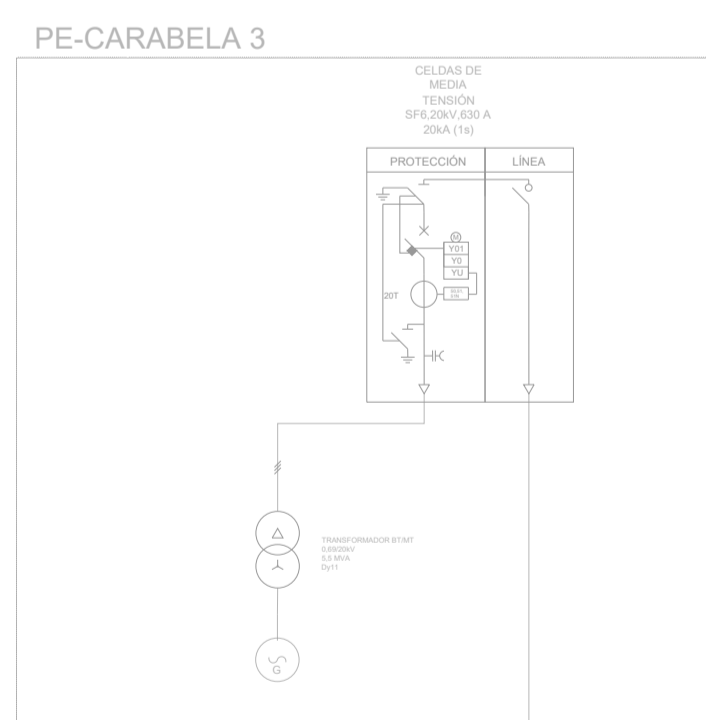 PE-CARABELA 3
CELDAS DE
MEDIA
TENSIÓN
SF6,20kV,630 A
20kA (1s)
PROTECCIÓN
LÍNEA
M
Y01
Y0
YU
20T
TRANSFORMADOR BT/MT
0,69/20kV
5,5 MVA
Dy11
G